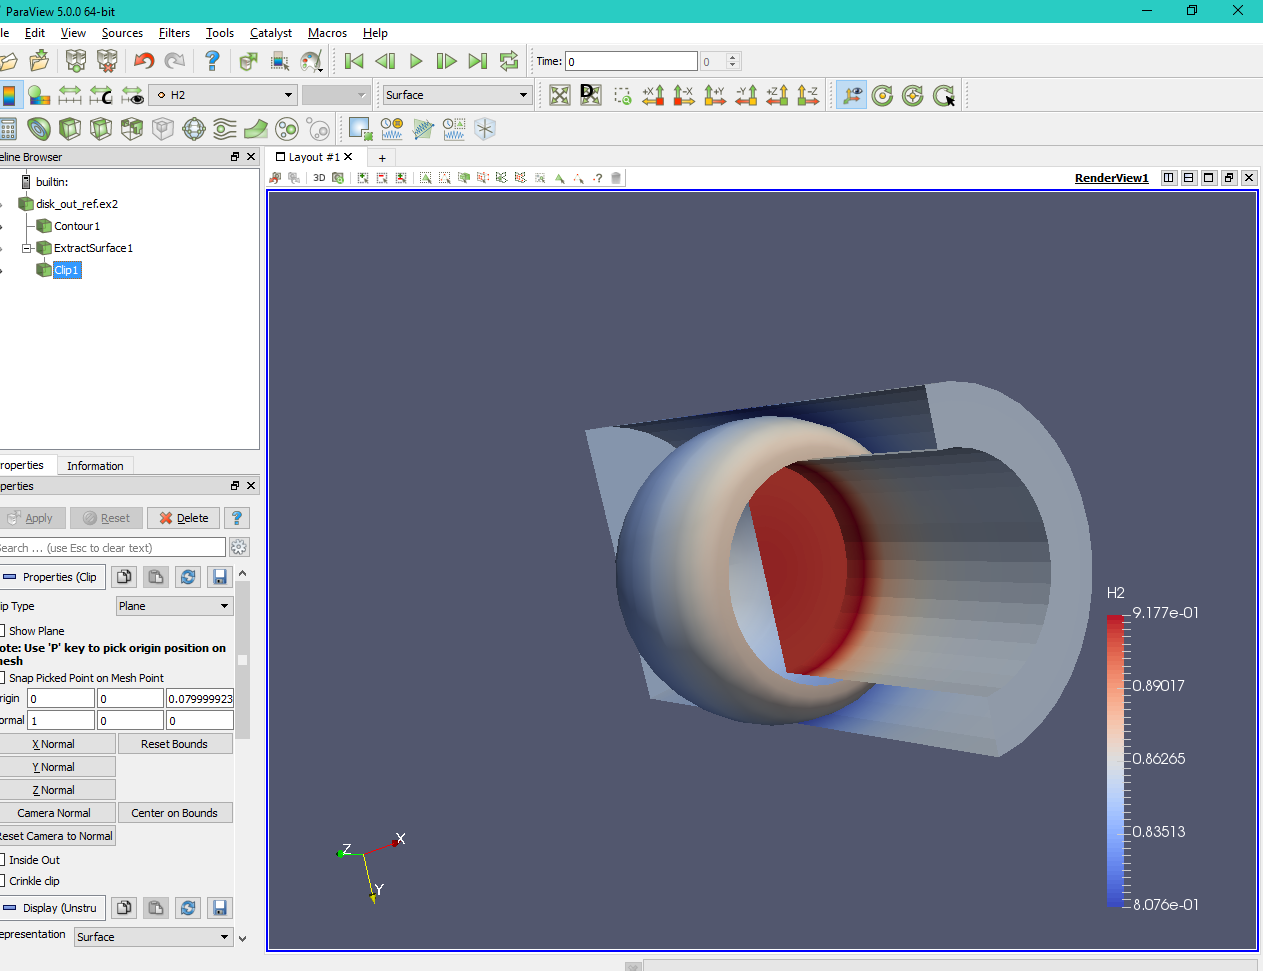 ParaView 5.0.0 64-bit
le Edit View Sources Filters Tools Catalyst Macros Help
Time: 0 0
H2 Surface
+X -X +Y -Y +Z -Z
eline Browser
Layout #1 +
3D
RenderView1
builtin:
disk_out_ref.ex2
Contour1
ExtractSurface1
Clip1
roperties Information
perties
Apply Reset Delete ?
Search ... (use Esc to clear text)
Properties (Clip
ip Type Plane
Show Plane
ote: Use 'P' key to pick origin position on
nesh
Snap Picked Point on Mesh Point
rigin 0 0 0.079999923
ormal 1 0 0
X Normal Reset Bounds
Y Normal
Z Normal
Camera Normal Center on Bounds
Reset Camera to Normal
Inside Out
Crinkle clip
Display (Unstru
epresentation Surface
H2
9.177e-01
0.89017
0.86265
0.83513
8.076e-01
X
Z
Y